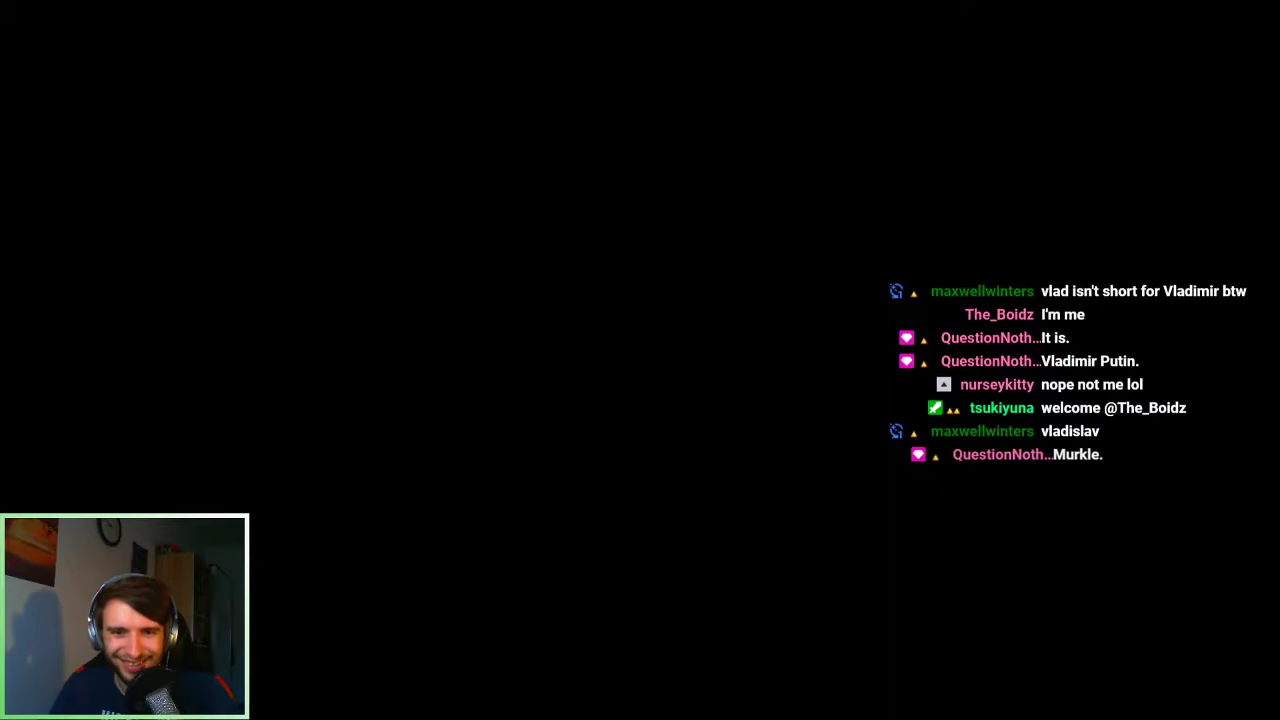 maxwellwinters vlad isn't short for Vladimir btw
The_Boidz I'm me
QuestionNoth... It is.
QuestionNoth... Vladimir Putin.
nurseykitty nope not me lol
tsukiyuna welcome @The_Boidz
maxwellwinters vladislav
QuestionNoth... Murkle.